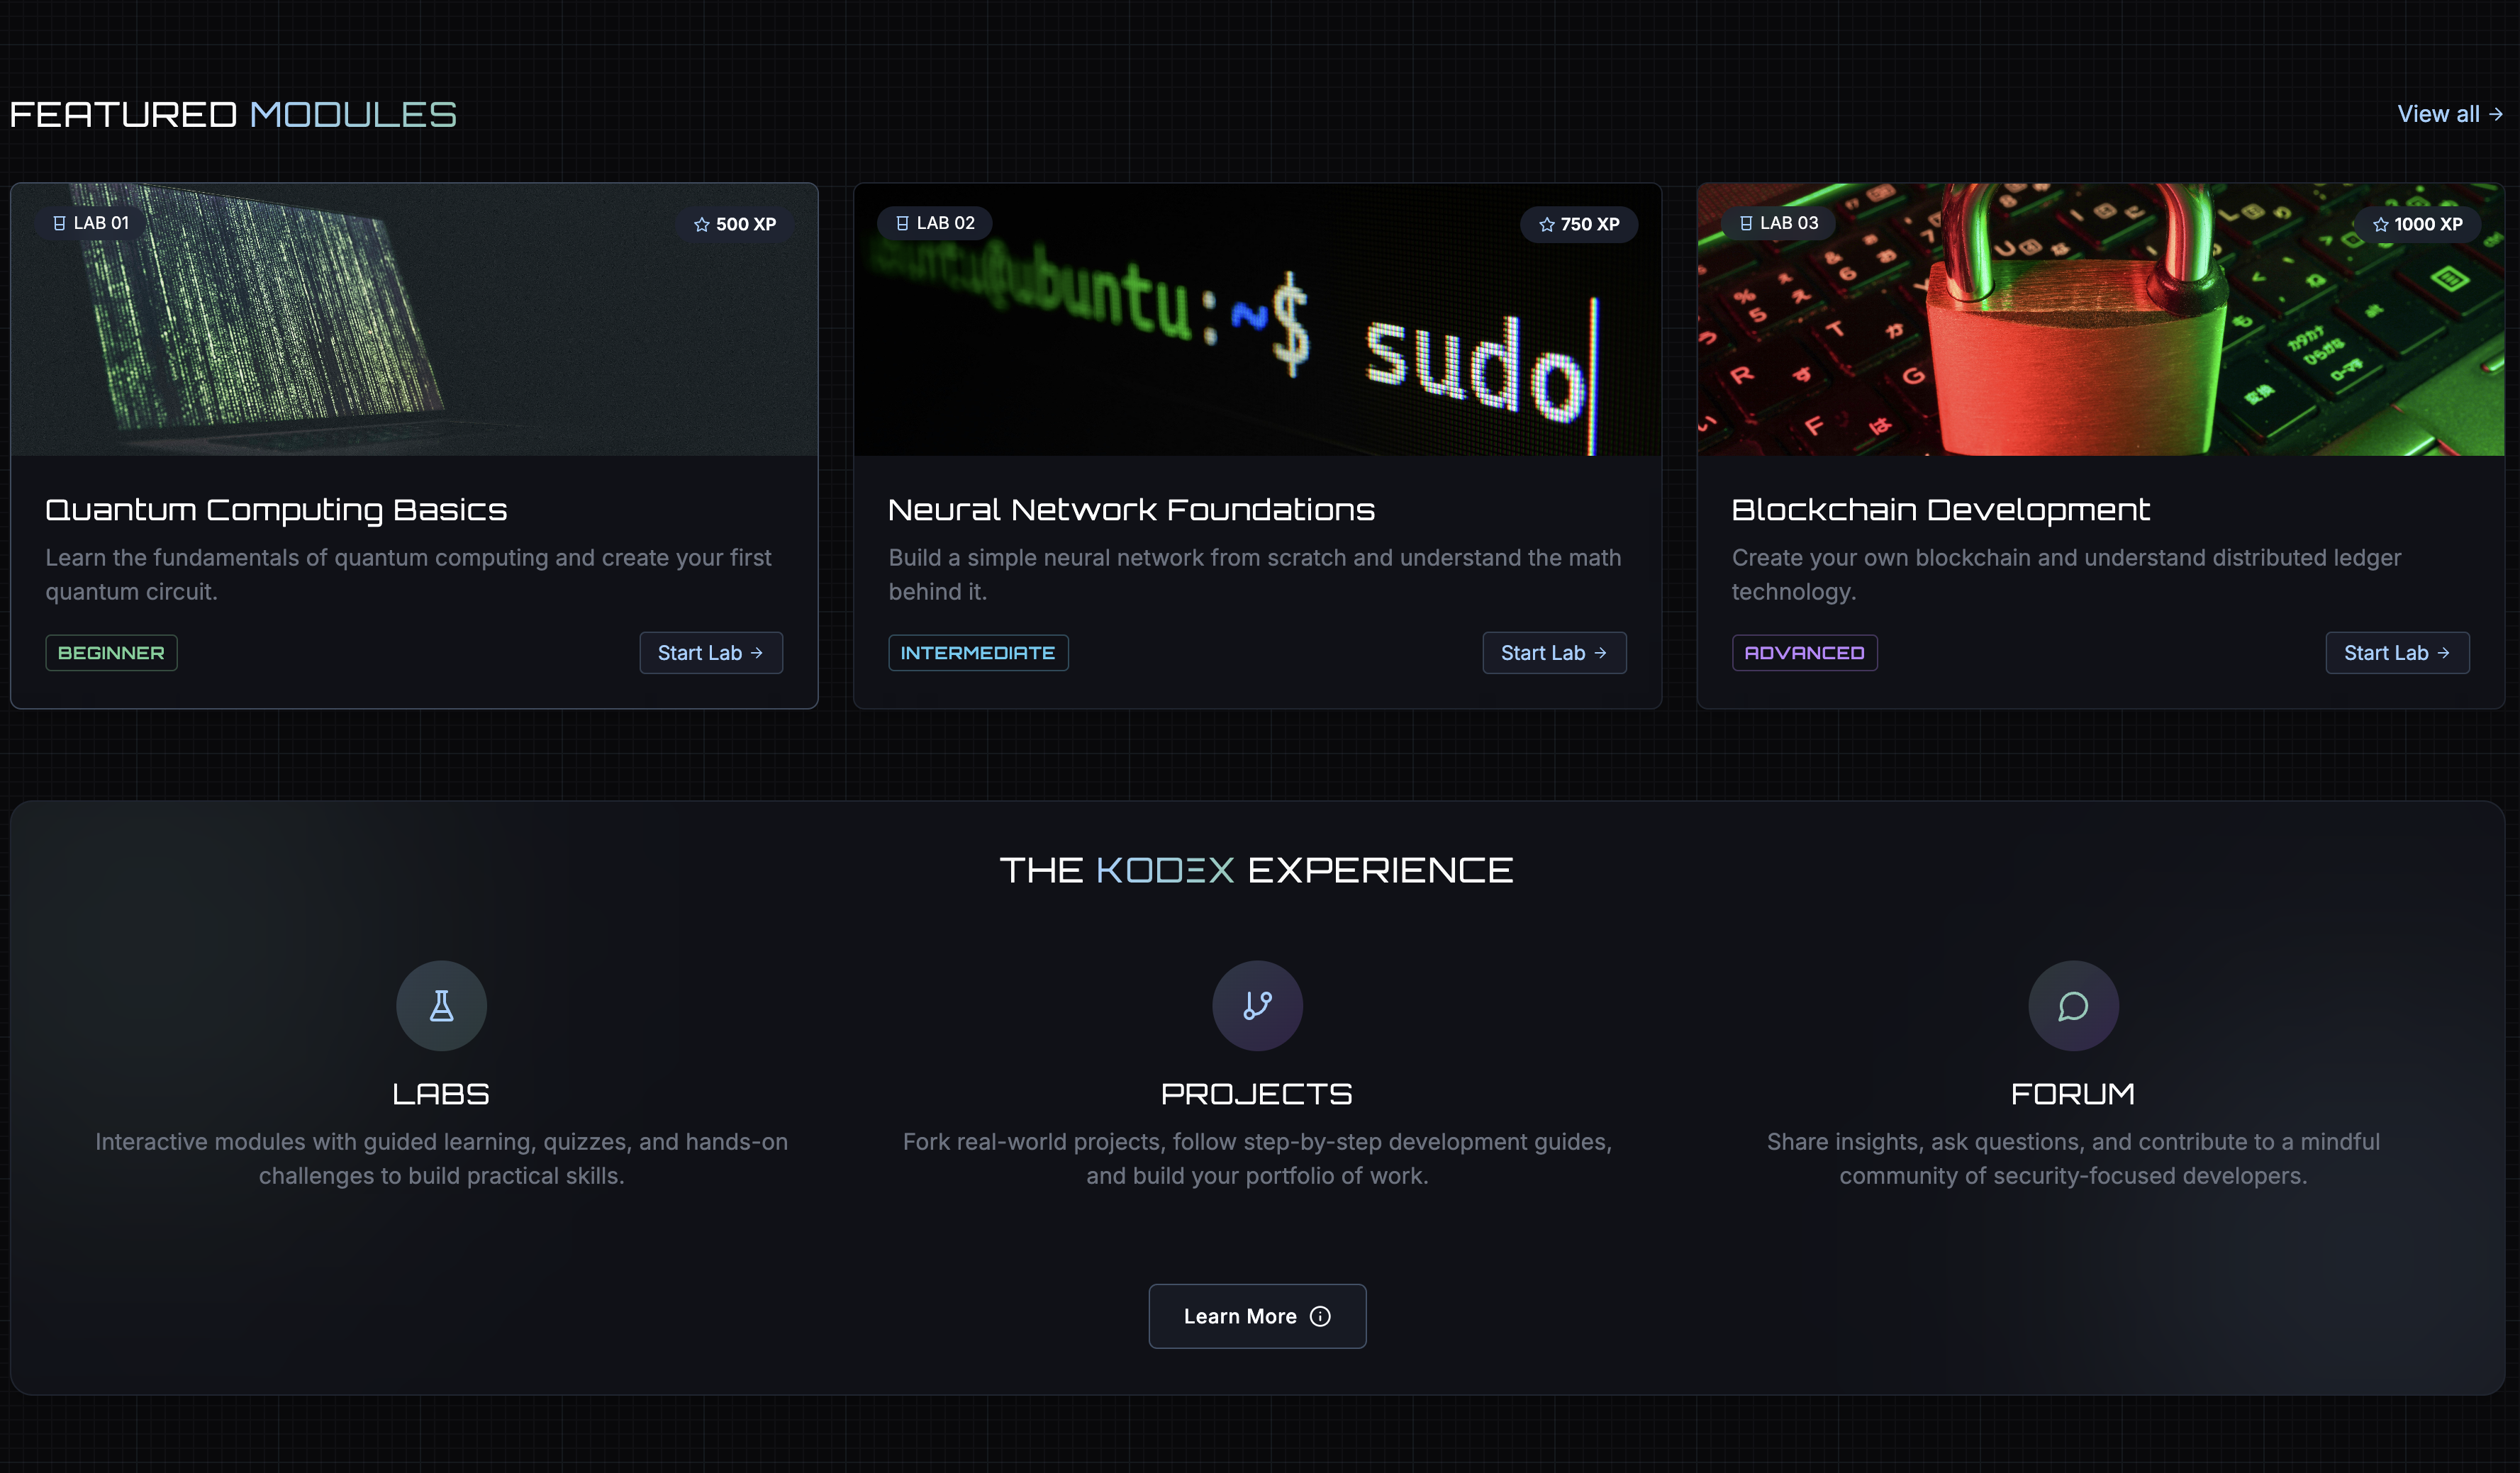 FEATURED MODULES
View all →
LAB 01
500 XP
LAB 02
750 XP
LAB 03
1000 XP
ubuntu:~$ sudo
Quantum Computing Basics
Learn the fundamentals of quantum computing and create your first
quantum circuit.
BEGINNER
Start Lab →
Neural Network Foundations
Build a simple neural network from scratch and understand the math
behind it.
INTERMEDIATE
Start Lab →
Blockchain Development
Create your own blockchain and understand distributed ledger
technology.
ADVANCED
Start Lab →
THE KODΞX EXPERIENCE
LABS
Interactive modules with guided learning, quizzes, and hands-on
challenges to build practical skills.
PROJECTS
Fork real-world projects, follow step-by-step development guides,
and build your portfolio of work.
FORUM
Share insights, ask questions, and contribute to a mindful
community of security-focused developers.
Learn More